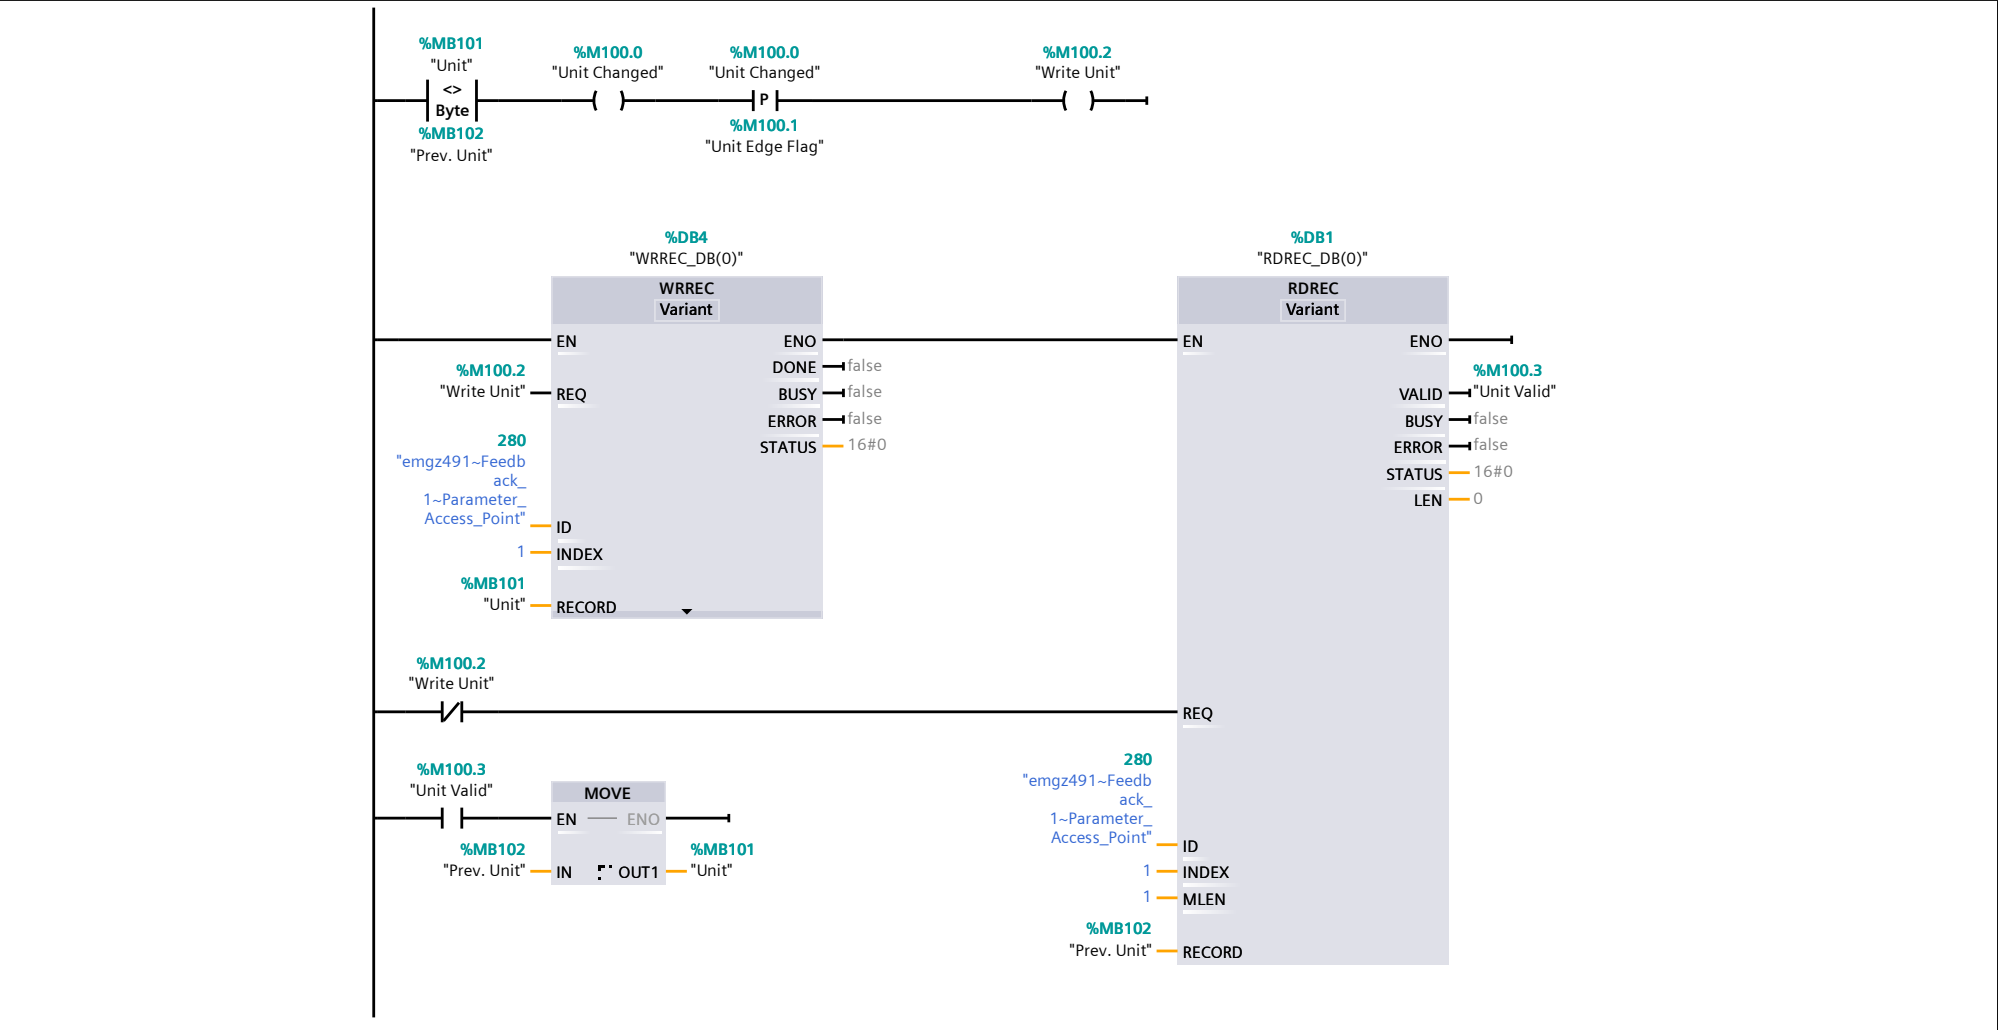 %MB101
"Unit"
<>
Byte
%MB102
"Prev. Unit"
%M100.0
"Unit Changed"
%M100.0
"Unit Changed"
P
%M100.1
"Unit Edge Flag"
%M100.2
"Write Unit"
%DB4
"WRREC_DB(0)"
WRREC
Variant
EN
ENO
DONE
false
%M100.2
"Write Unit"
REQ
BUSY
false
ERROR
false
STATUS
16#0
280
"emgz491~Feedb
ack_
1~Parameter_
Access_Point"
ID
1
INDEX
%MB101
"Unit"
RECORD
%DB1
"RDREC_DB(0)"
RDREC
Variant
EN
ENO
%M100.3
VALID
"Unit Valid"
BUSY
false
ERROR
false
STATUS
16#0
LEN
0
%M100.2
"Write Unit"
REQ
280
"emgz491~Feedb
ack_
1~Parameter_
Access_Point"
ID
1
INDEX
1
MLEN
%MB102
"Prev. Unit"
RECORD
%M100.3
"Unit Valid"
MOVE
EN
ENO
%MB102
"Prev. Unit"
IN
OUT1
%MB101
"Unit"